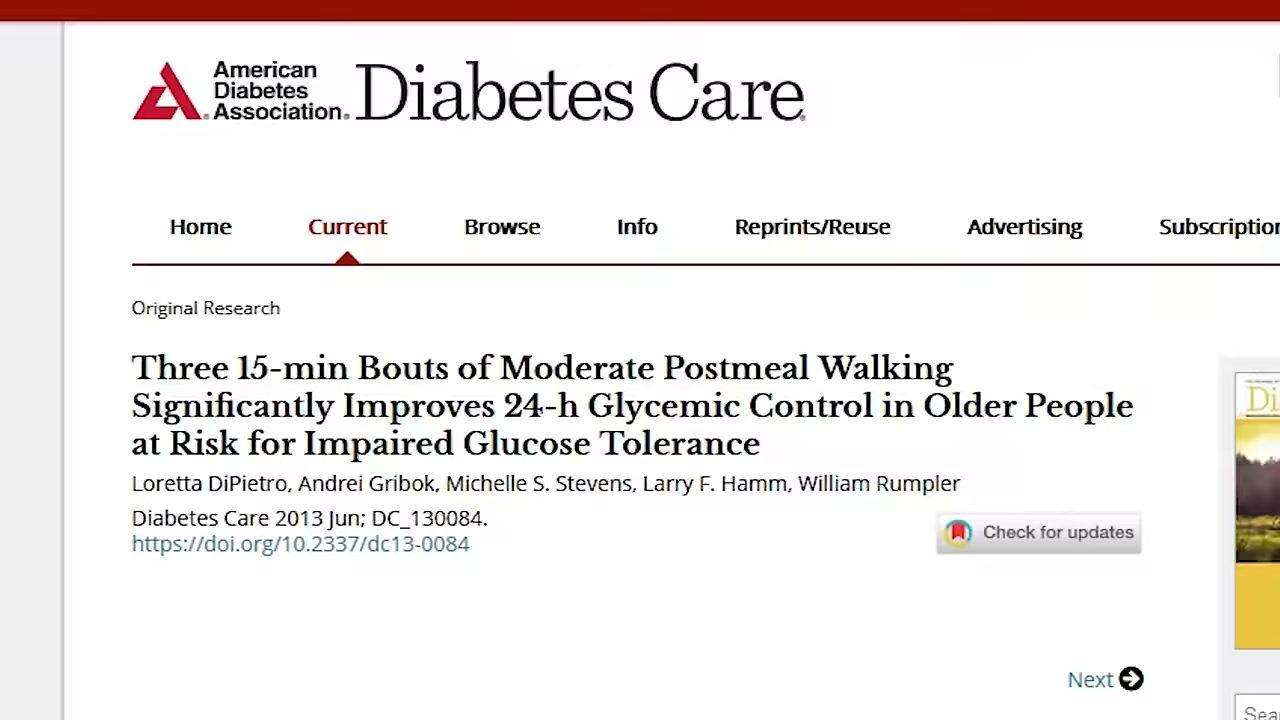 American
Diabetes
Association®
Diabetes Care
Home Current Browse Info Reprints/Reuse Advertising
Original Research
Three 15-min Bouts of Moderate Postmeal Walking
Significantly Improves 24-h Glycemic Control in Older People
at Risk for Impaired Glucose Tolerance
Loretta DiPietro, Andrei Gribok, Michelle S. Stevens, Larry F. Hamm, William Rumpler
Diabetes Care 2013 Jun; DC_130084.
https://doi.org/10.2337/dc13-0084
Check for updates
Next